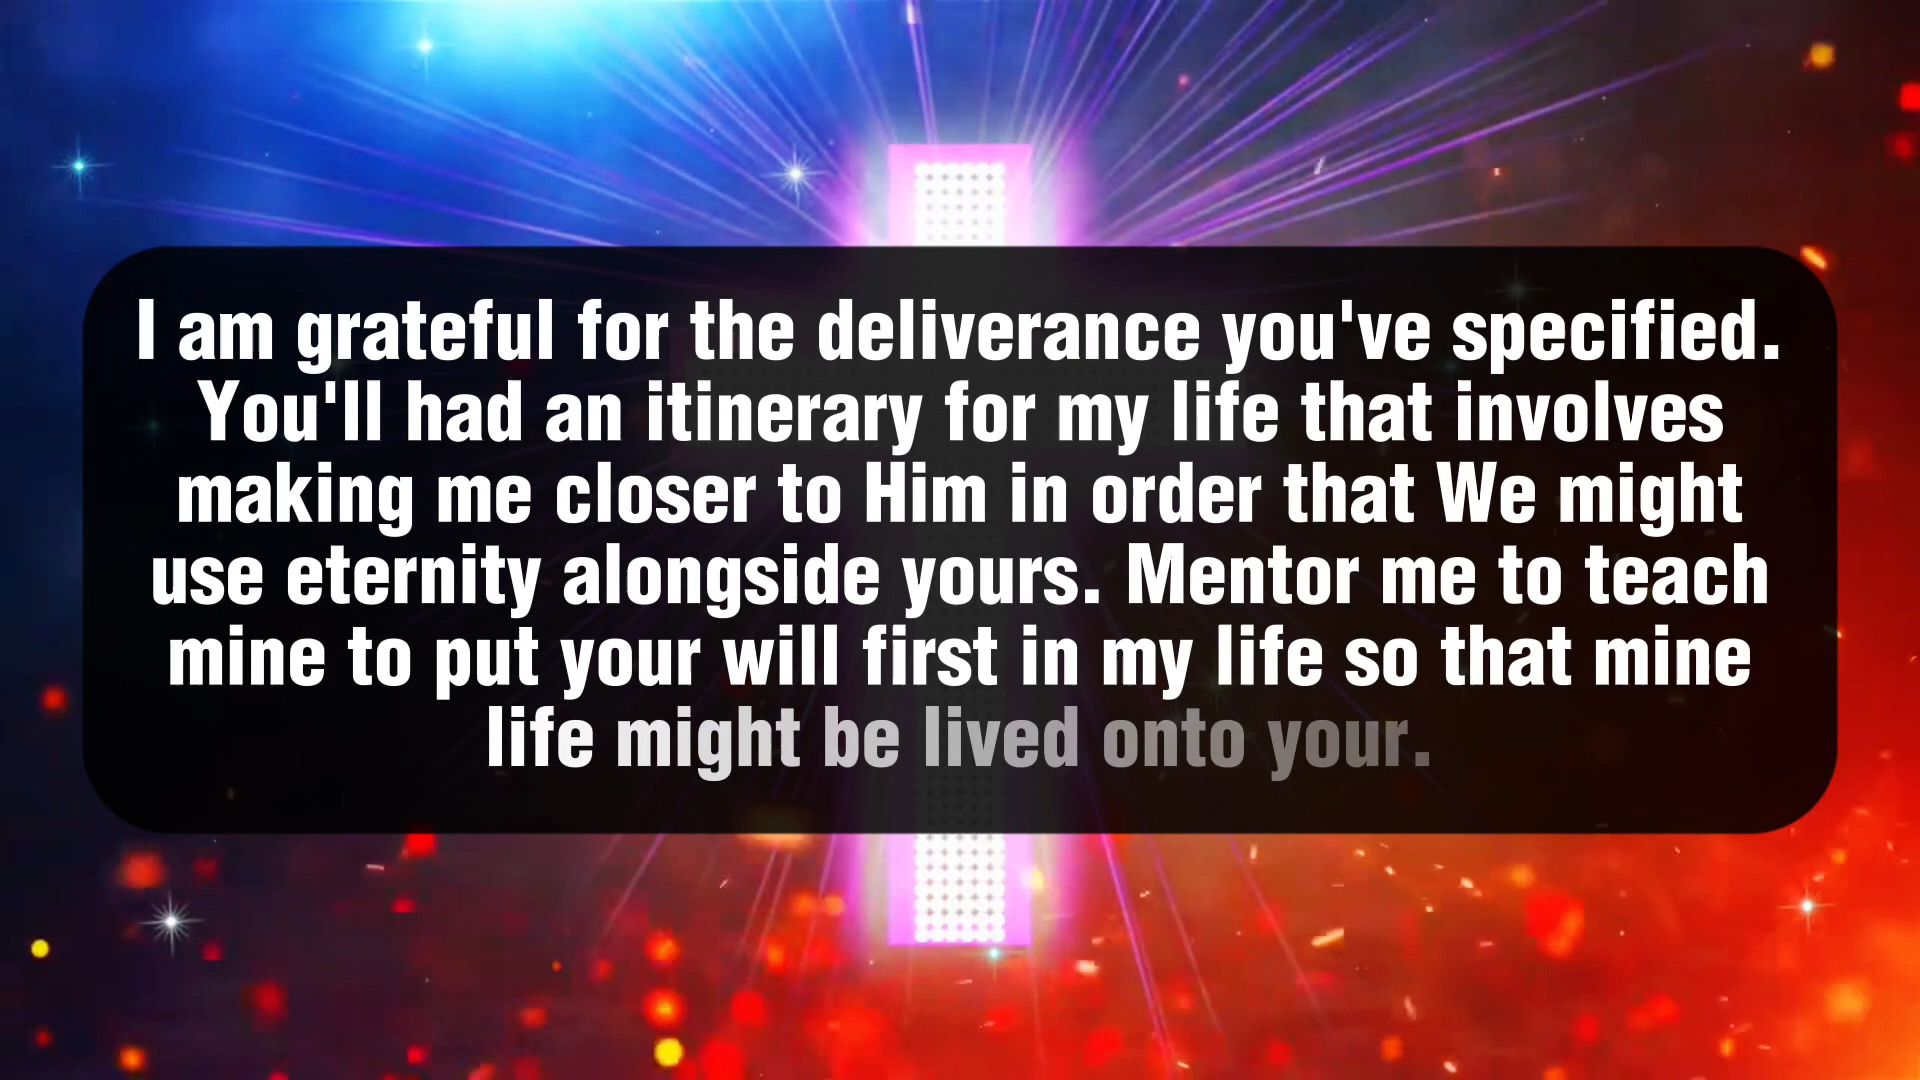 I am grateful for the deliverance you've specified.
You'll had an itinerary for my life that involves
making me closer to Him in order that We might
use eternity alongside yours. Mentor me to teach
mine to put your will first in my life so that mine
life might be lived onto your.